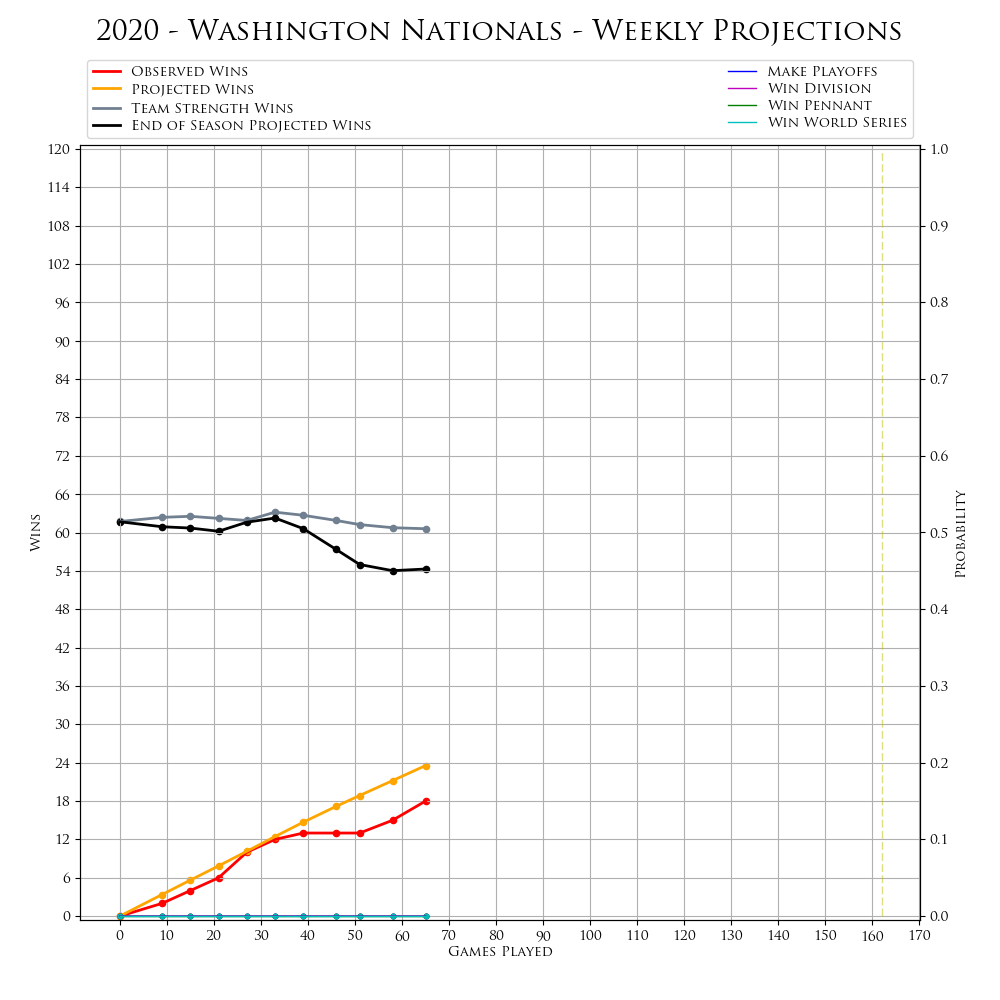 2020 - Washington Nationals - Weekly Projections
Observed Wins
Projected Wins
Team Strength Wins
End of Season Projected Wins
Make Playoffs
Win Division
Win Pennant
Win World Series
120
114
108
102
96
90
84
78
72
66
60
54
48
42
36
30
24
18
12
6
0
Wins
1.0
0.9
0.8
0.7
0.6
0.5
0.4
0.3
0.2
0.1
0.0
Probability
0 10 20 30 40 50 60 70 80 90 100 110 120 130 140 150 160 170
Games Played